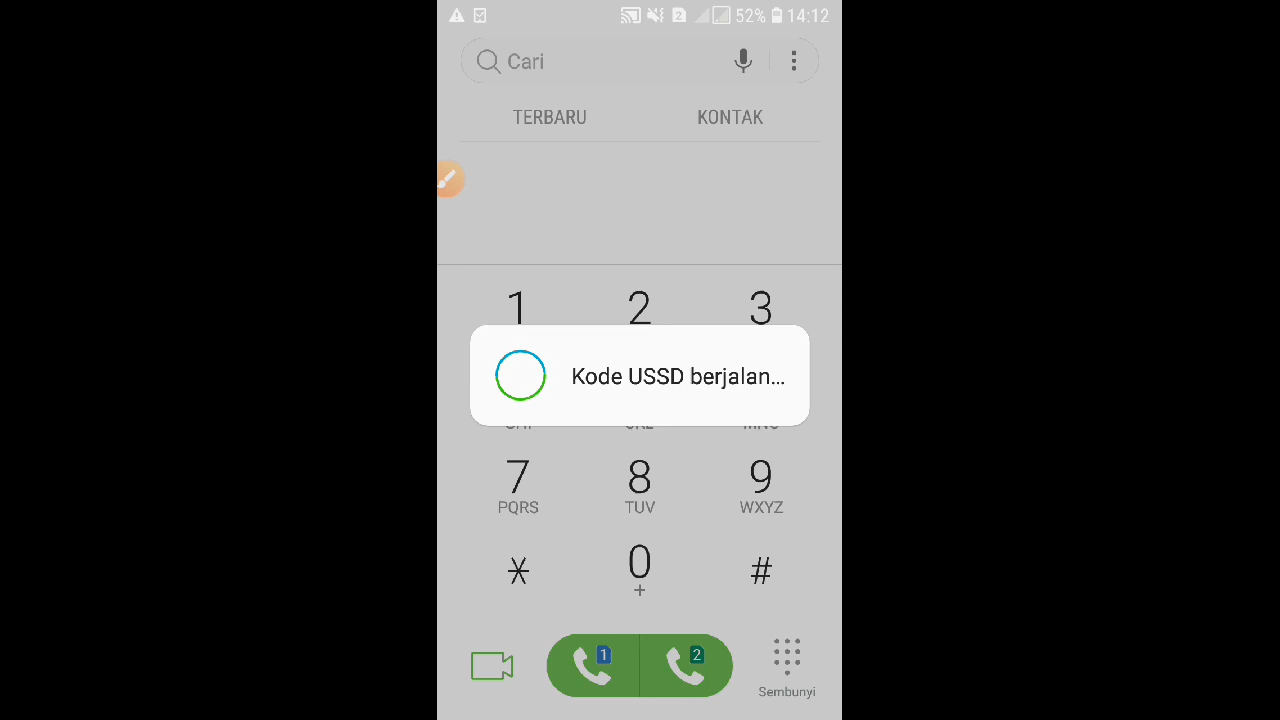 2 52% 14:12
Cari
TERBARU KONTAK
1 2 3
Kode USSD berjalan...
7 8 9
PQRS TUV WXYZ
* 0 #
+
1 2
Sembunyi